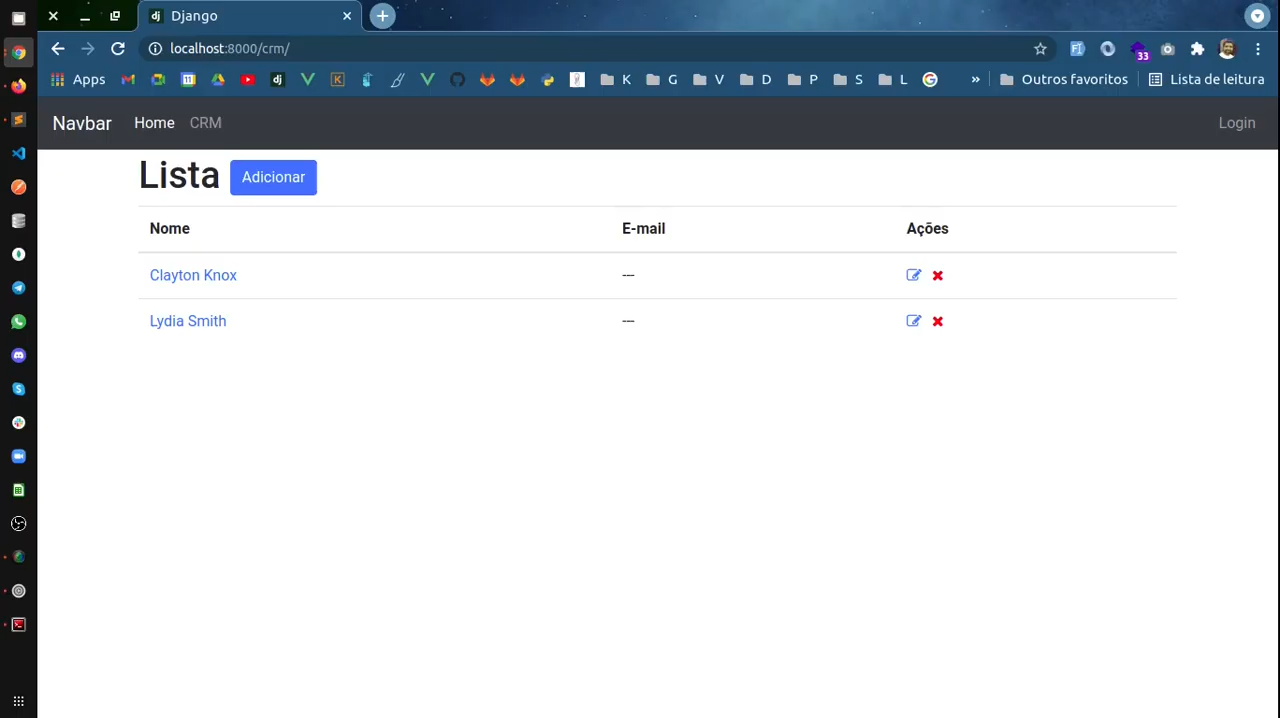 Django
localhost:8000/crm/
33
Apps K G V D P S L » Outros favoritos Lista de leitura
Navbar Home CRM Login
Lista Adicionar
Nome E-mail Ações
Clayton Knox ---
Lydia Smith ---